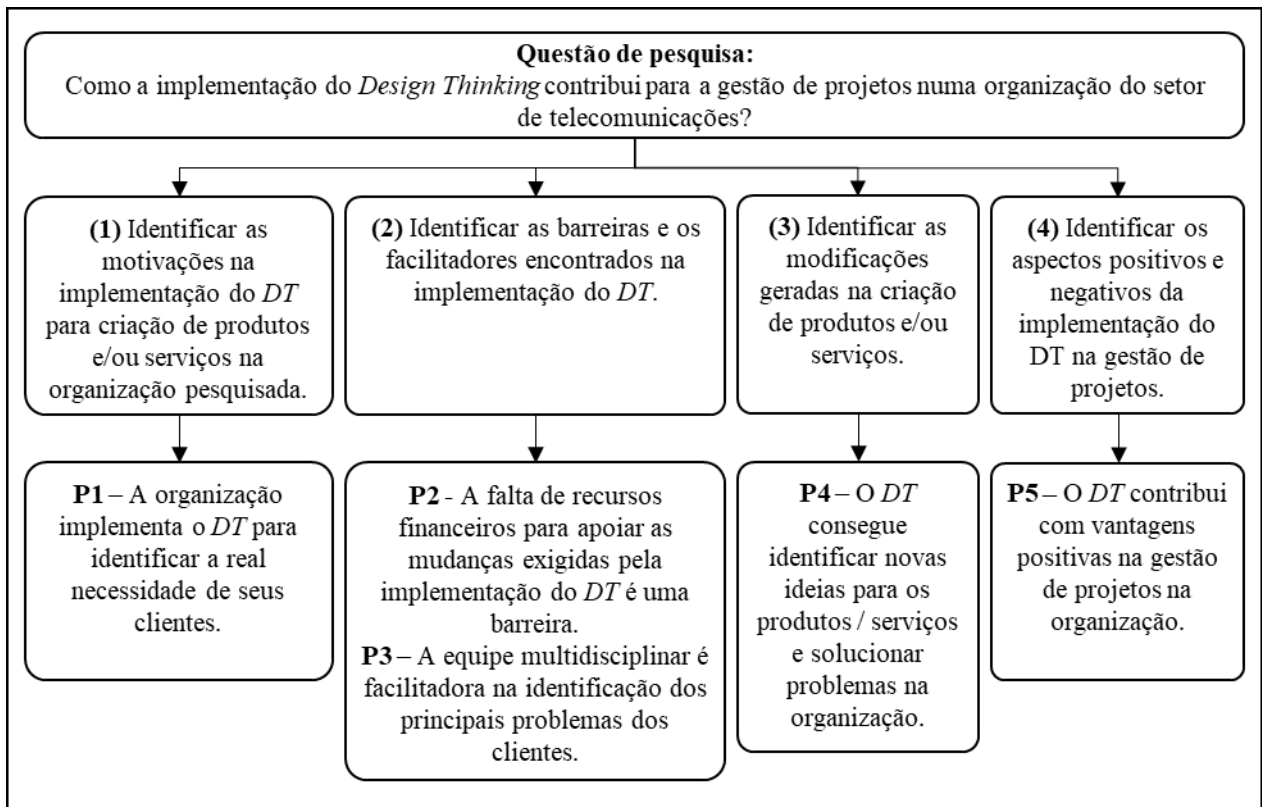 Questão de pesquisa:
Como a implementação do Design Thinking contribui para a gestão de projetos numa organização do setor
de telecomunicações?
(1) Identificar as
motivações na
implementação do DT
para criação de produtos
e/ou serviços na
organização pesquisada.
(2) Identificar as barreiras e os
facilitadores encontrados na
implementação do DT.
(3) Identificar as
modificações
geradas na criação
de produtos e/ou
serviços.
(4) Identificar os
aspectos positivos e
negativos da
implementação do
DT na gestão de
projetos.
P1 – A organização
implementa o DT para
identificar a real
necessidade de seus
clientes.
P2 - A falta de recursos
financeiros para apoiar as
mudanças exigidas pela
implementação do DT é uma
barreira.
P3 – A equipe multidisciplinar é
facilitadora na identificação dos
principais problemas dos
clientes.
P4 – O DT
consegue
identificar novas
ideias para os
produtos / serviços
e solucionar
problemas na
organização.
P5 – O DT contribui
com vantagens
positivas na gestão
de projetos na
organização.